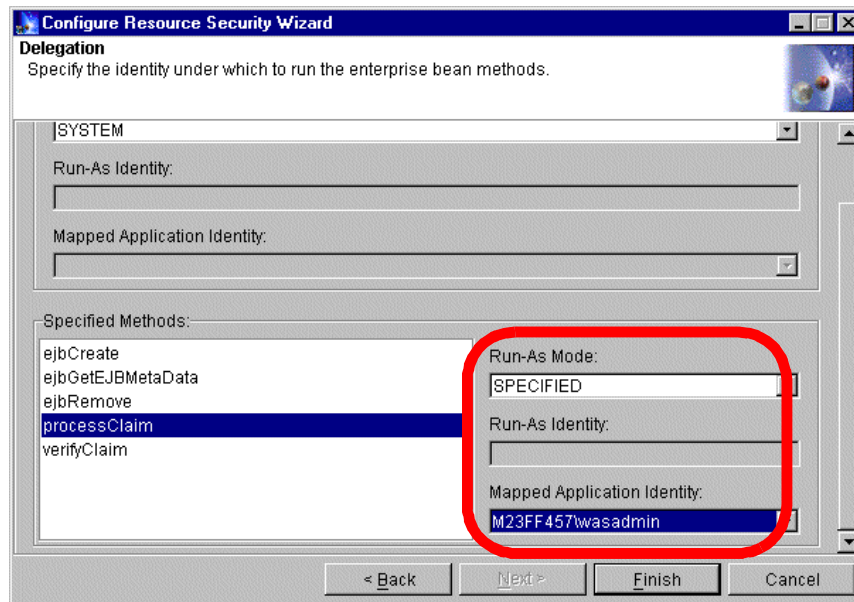 Configure Resource Security Wizard
Delegation
Specify the identity under which to run the enterprise bean methods.
SYSTEM
Run-As Identity:
Mapped Application Identity:
Specified Methods:
ejbCreate
ejbGetEJBMetaData
ejbRemove
processClaim
verifyClaim
Run-As Mode:
SPECIFIED
Run-As Identity:
Mapped Application Identity:
M23FF457\wasadmin
< Back
Next >
Finish
Cancel